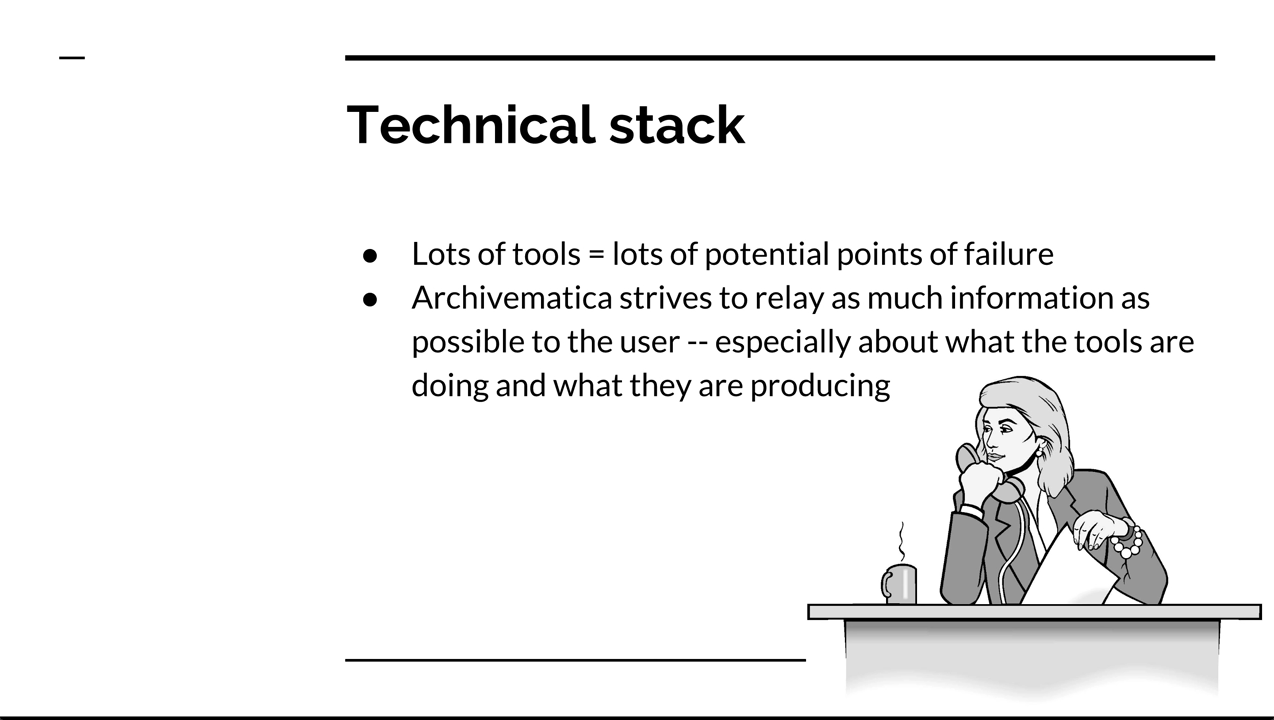 Technical stack
● Lots of tools = lots of potential points of failure
● Archivematica strives to relay as much information as
possible to the user -- especially about what the tools are
doing and what they are producing